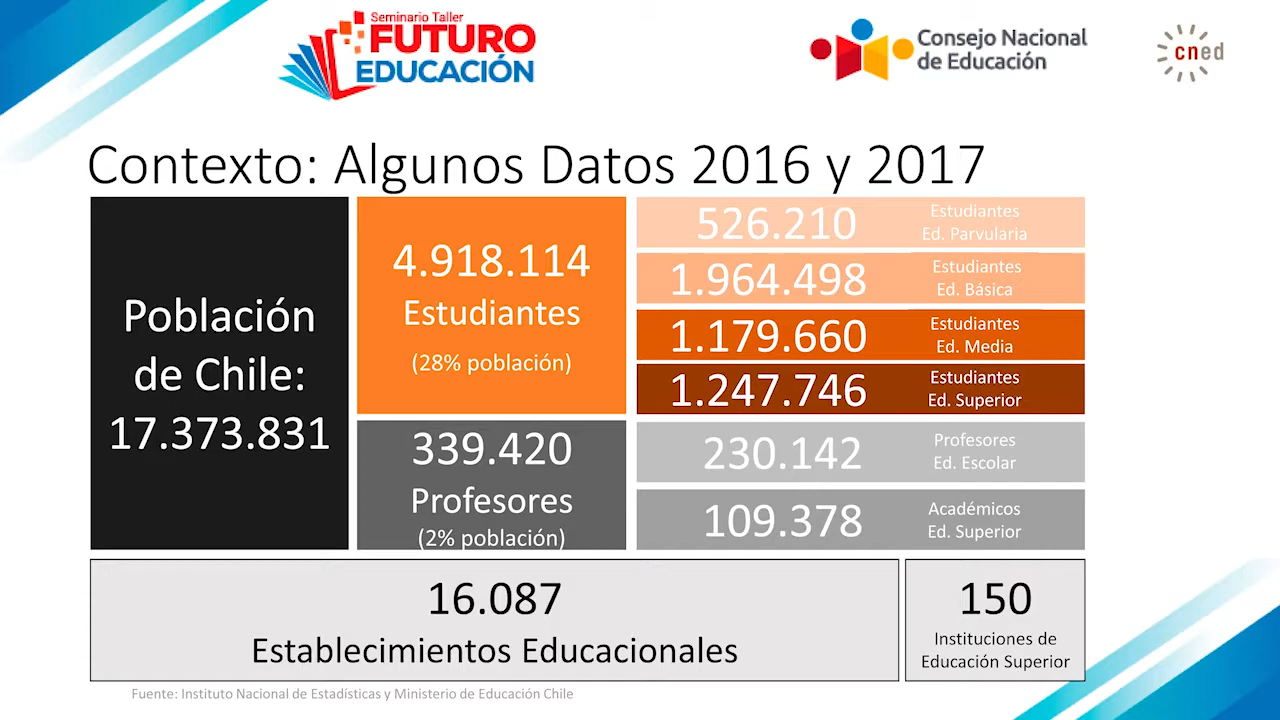 Seminario Taller
FUTURO
EDUCACIÓN
Consejo Nacional
de Educación
cned
Contexto: Algunos Datos 2016 y 2017
Población
de Chile:
17.373.831
4.918.114
Estudiantes
(28% población)
339.420
Profesores
(2% población)
526.210
Estudiantes
Ed. Parvularia
1.964.498
Estudiantes
Ed. Básica
1.179.660
Estudiantes
Ed. Media
1.247.746
Estudiantes
Ed. Superior
230.142
Profesores
Ed. Escolar
109.378
Académicos
Ed. Superior
16.087
Establecimientos Educacionales
150
Instituciones de
Educación Superior
Fuente: Instituto Nacional de Estadísticas y Ministerio de Educación Chile